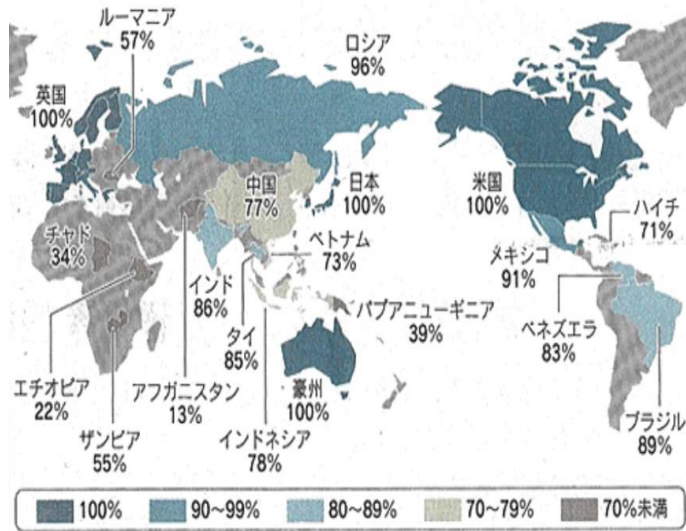 ルーマニア
57%
ロシア
96%
英国
100%
中国
77%
日本
100%
米国
100%
ハイチ
71%
チャド
34%
ベトナム
73%
メキシコ
91%
インド
86%
タイ
85%
パプアニューギニア
39%
ベネズエラ
83%
エチオピア
22%
アフガニスタン
13%
豪州
100%
ブラジル
89%
ザンビア
55%
インドネシア
78%
100%
90〜99%
80〜89%
70〜79%
70%未満